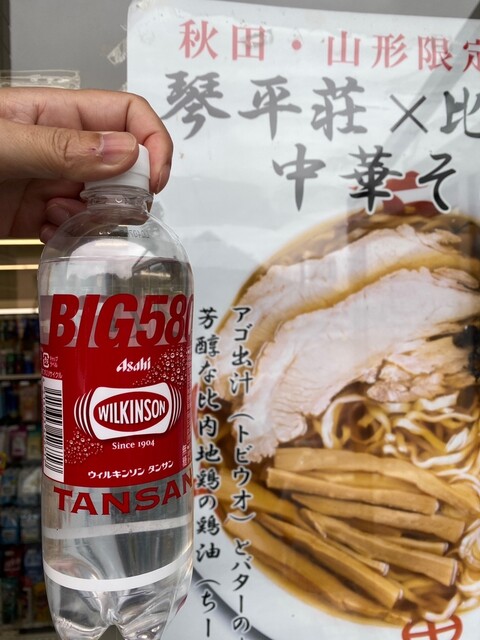 秋田・山形限定
琴平荘×比
中華そ
アゴ出汁（トビウオ）とバターの
芳醇な比内地鶏の鶏油（ちー
BIG580
Asahi
WILKINSON
Since 1904
ウィルキンソン タンサン
TANSAN